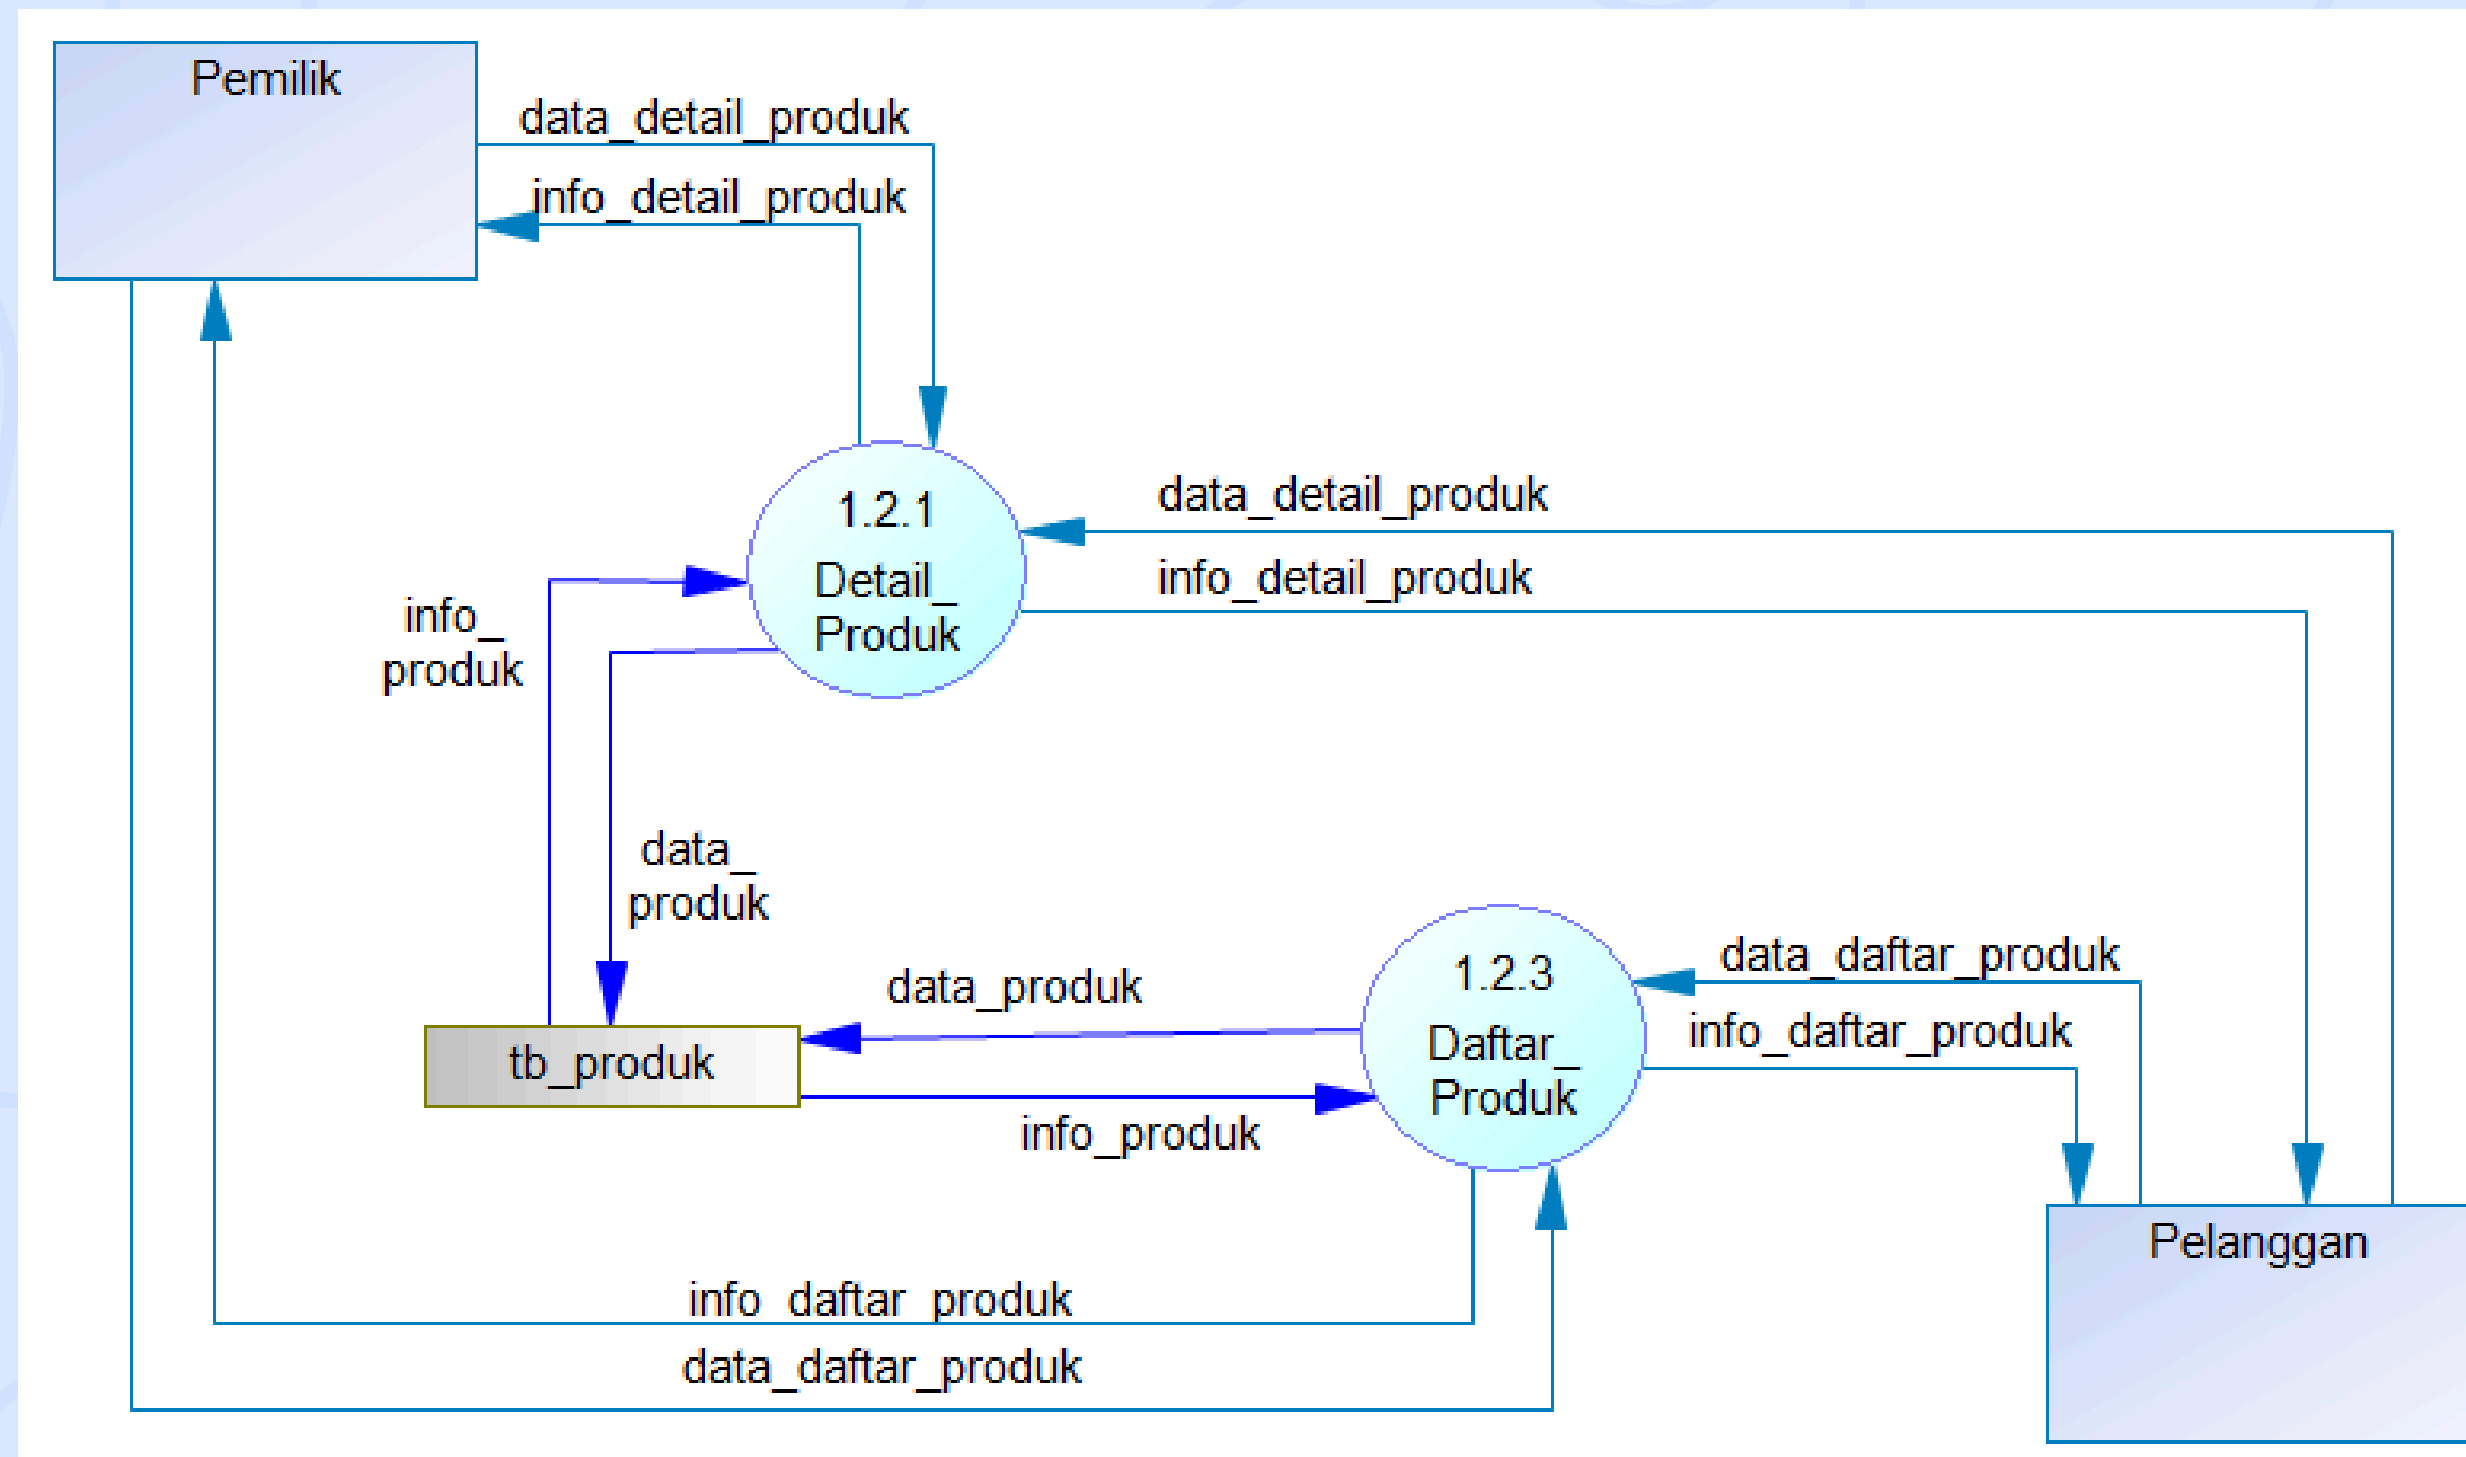 Pemilik
data_detail_produk
info_detail_produk
1.2.1
Detail_
Produk
data_detail_produk
info_detail_produk
info_
produk
data_
produk
tb_produk
data_produk
info_produk
1.2.3
Daftar_
Produk
data_daftar_produk
info_daftar_produk
Pelanggan
info_daftar_produk
data_daftar_produk